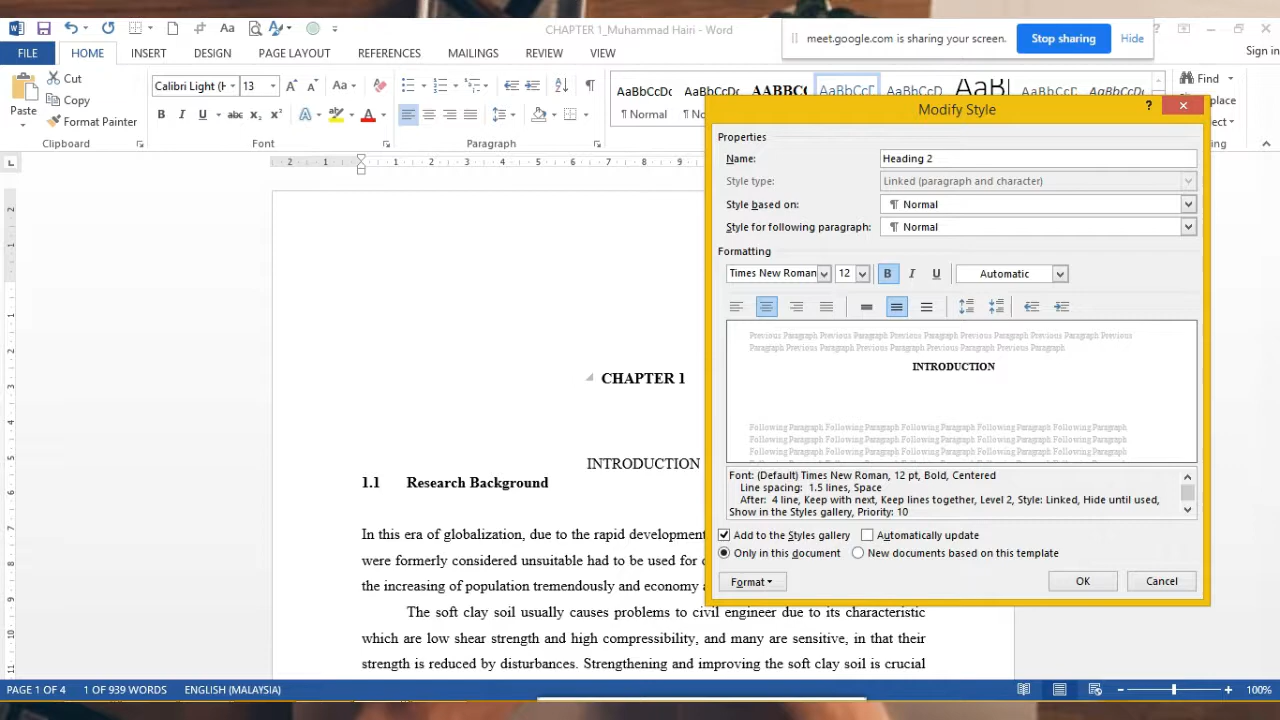 CHAPTER 1_Muhammad Hairi - Word
meet.google.com is sharing your screen.
Stop sharing
Hide
Sign in
FILE HOME INSERT DESIGN PAGE LAYOUT REFERENCES MAILINGS REVIEW VIEW
Paste
Cut
Copy
Format Painter
Clipboard
Calibri Light (
13
Font
Paragraph
AaBbCcDc
¶ Normal
AaBbCcDc
AABBC
AaBbCcD
Find
CHAPTER 1
INTRODUCTION
1.1 Research Background
In this era of globalization, due to the rapid development
were formerly considered unsuitable had to be used for
the increasing of population tremendously and economy
The soft clay soil usually causes problems to civil engineer due to its characteristic
which are low shear strength and high compressibility, and many are sensitive, in that their
strength is reduced by disturbances. Strengthening and improving the soft clay soil is crucial
Modify Style
Properties
Name: Heading 2
Style type: Linked (paragraph and character)
Style based on: ¶ Normal
Style for following paragraph: ¶ Normal
Formatting
Times New Roman 12 B I U Automatic
Previous Paragraph Previous Paragraph Previous Paragraph Previous Paragraph Previous
Paragraph Previous Paragraph Previous Paragraph Previous Paragraph
INTRODUCTION
Following Paragraph Following Paragraph Following Paragraph Following Paragraph Following Paragraph
Following Paragraph Following Paragraph Following Paragraph Following Paragraph Following Paragraph
Following Paragraph Following Paragraph Following Paragraph Following Paragraph Following Paragraph
Font: (Default) Times New Roman, 12 pt, Bold, Centered
Line spacing: 1.5 lines, Space
After: 4 line, Keep with next, Keep lines together, Level 2, Style: Linked, Hide until used,
Show in the Styles gallery, Priority: 10
Add to the Styles gallery Automatically update
Only in this document New documents based on this template
Format
OK
Cancel
PAGE 1 OF 4 1 OF 939 WORDS ENGLISH (MALAYSIA)
100%